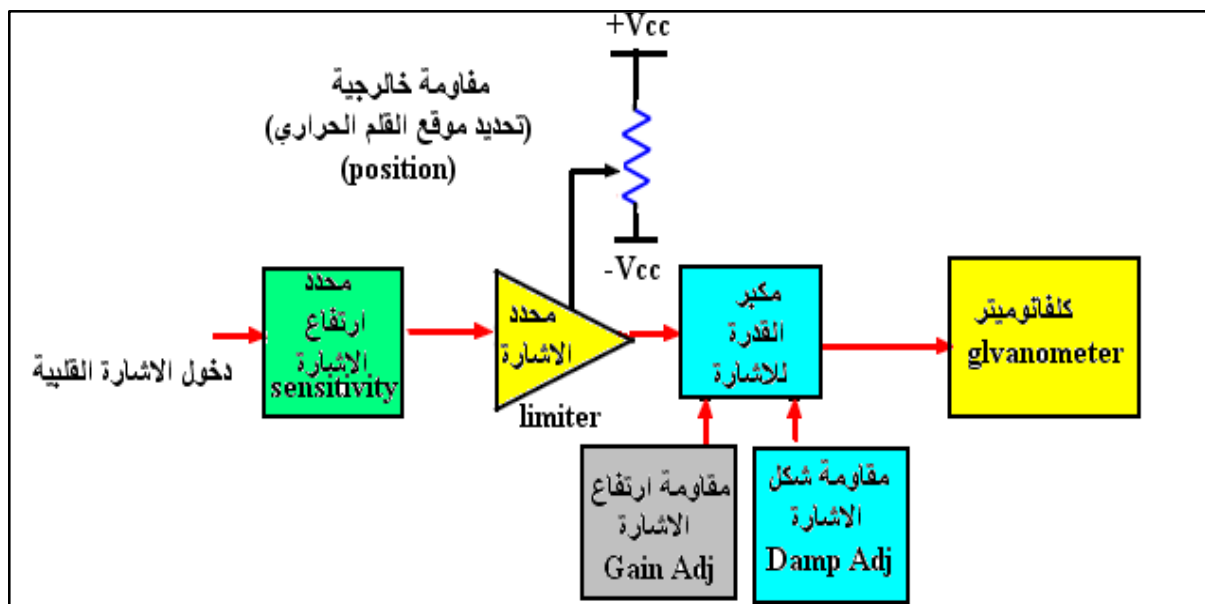 +Vcc
مفاومة خالرجية
(تحديد موقع القلم الحراري)
(position)
-Vcc
محدد
ارتفاع
الاشارة
sensitivity
دخول الاشارة القلبية
محدد
الاشارة
limiter
مكبر
القدرة
للاشارة
كلفانوميتر
glvanometer
مقاومة ارتفاع
الاشارة
Gain Adj
مقاومة شكل
الاشارة
Damp Adj